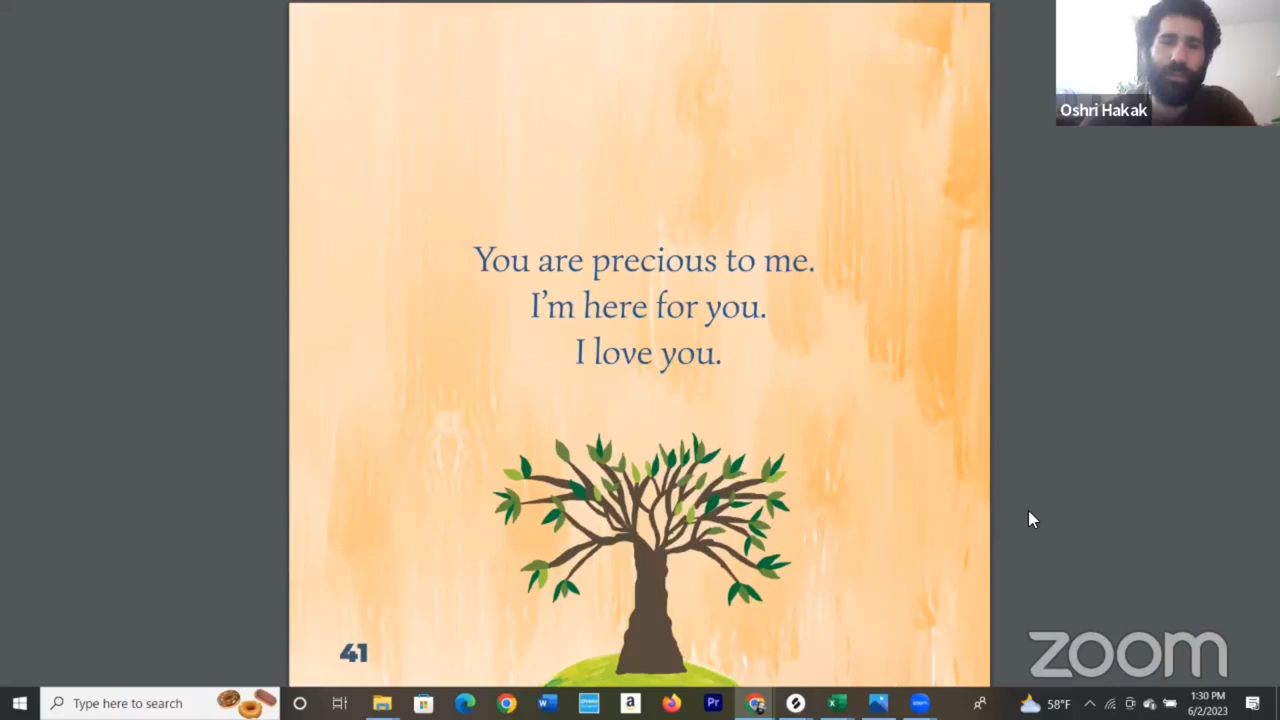 Oshri Hakak
You are precious to me.
I'm here for you.
I love you.
41
zoom
Type here to search
58°F
1:30 PM
6/2/2023